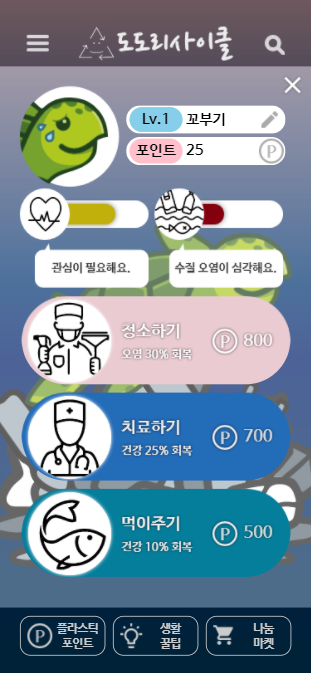 도도리사이클
Lv.1 꼬부기
포인트 25
P
관심이 필요해요.
수질 오염이 심각해요.
청소하기
오염 30% 회복
P 800
치료하기
건강 25% 회복
P 700
먹이주기
건강 10% 회복
P 500
P 플라스틱
포인트
생활
꿀팁
나눔
마켓